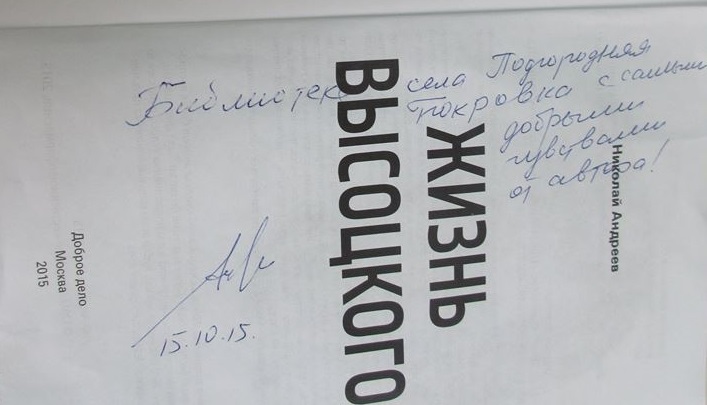 Николай Андреев
ЖИЗНЬ
ВЫСОЦКОГО
Доброе дело
Москва
2015
Библиотеке села Подгородняя
Покровка с самыми
добрыми
чувствами
от автора!
15.10.15.